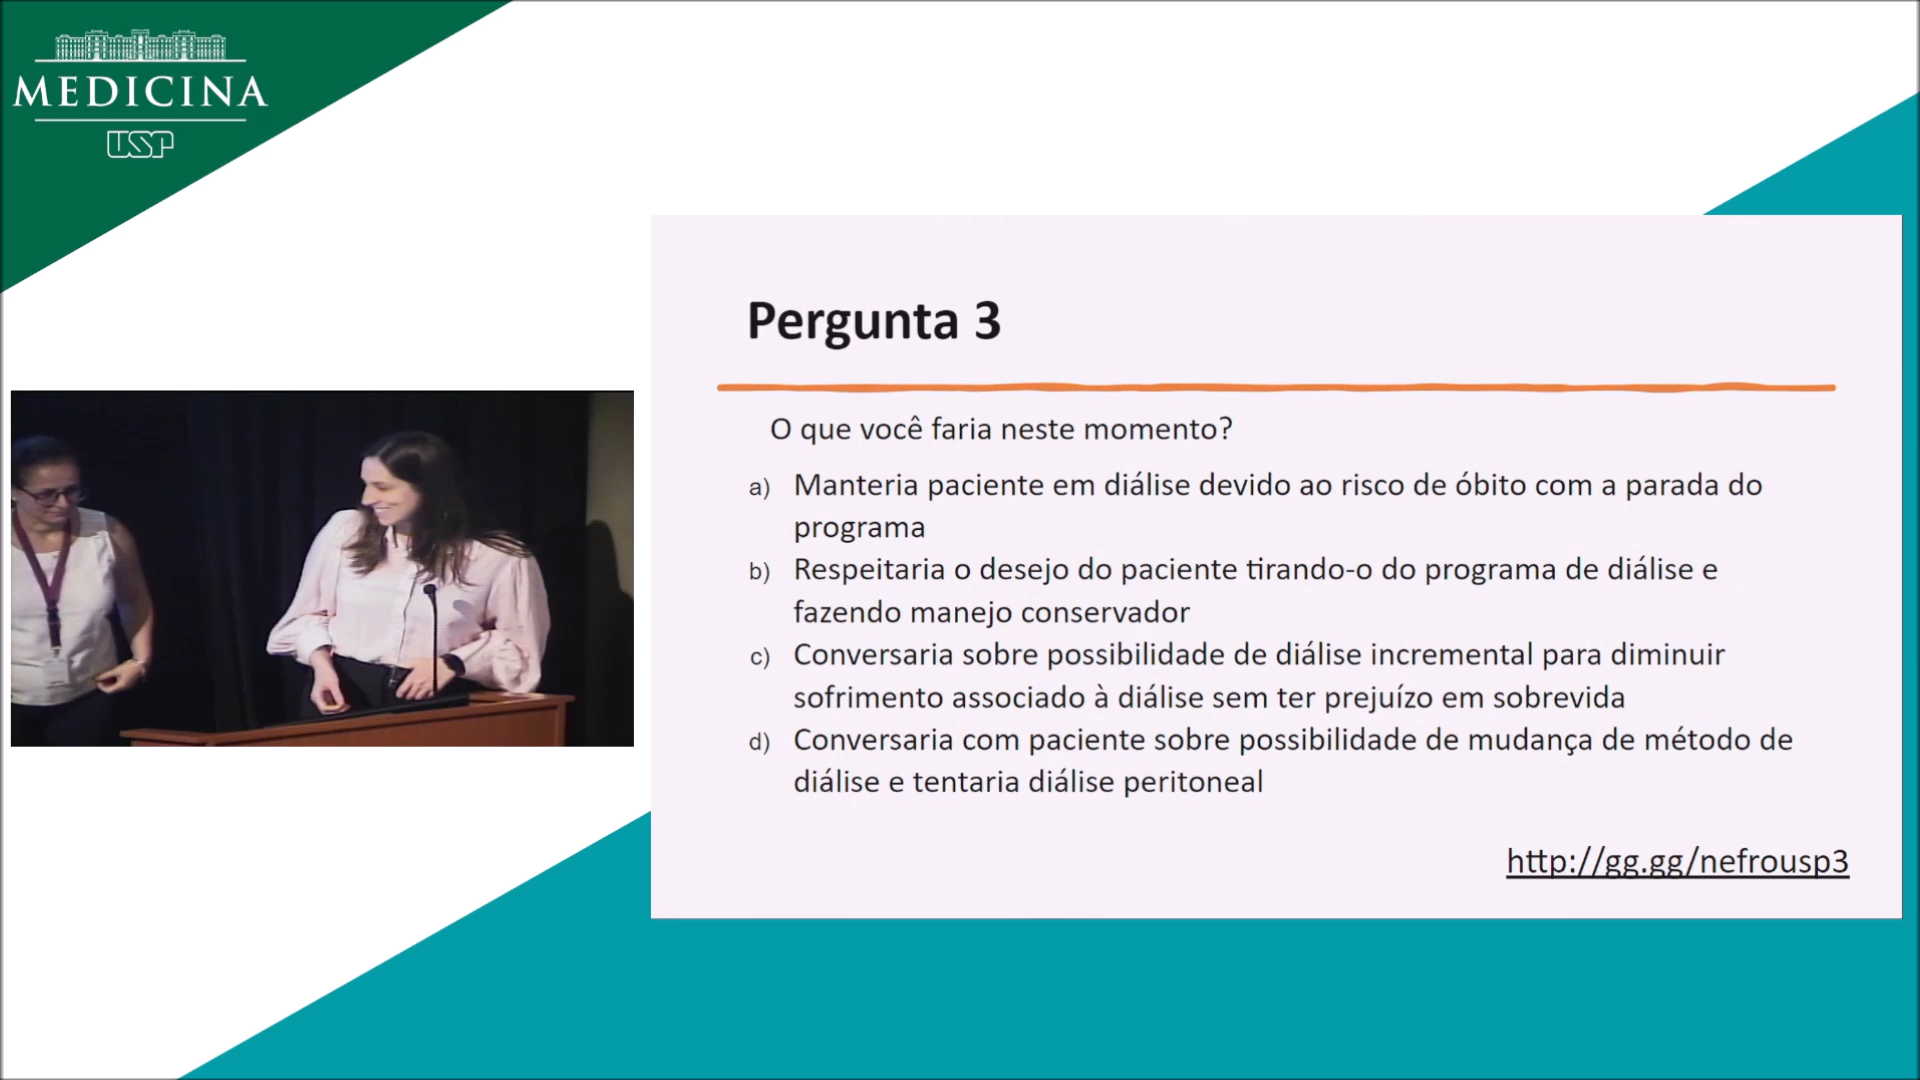 MEDICINA
USP
Pergunta 3
O que você faria neste momento?
a) Manteria paciente em diálise devido ao risco de óbito com a parada do
programa
b) Respeitaria o desejo do paciente tirando-o do programa de diálise e
fazendo manejo conservador
c) Conversaria sobre possibilidade de diálise incremental para diminuir
sofrimento associado à diálise sem ter prejuízo em sobrevida
d) Conversaria com paciente sobre possibilidade de mudança de método de
diálise e tentaria diálise peritoneal
http://gg.gg/nefrousp3